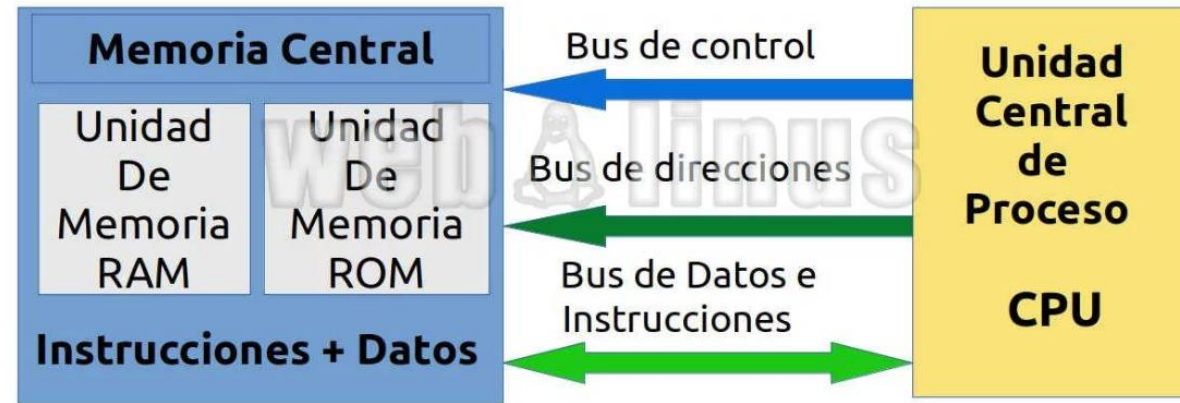 Memoria Central
Unidad
De
Memoria
RAM
Unidad
De
Memoria
ROM
Instrucciones + Datos
Bus de control
Bus de direcciones
Bus de Datos e
Instrucciones
Unidad
Central
de
Proceso
CPU
web linus